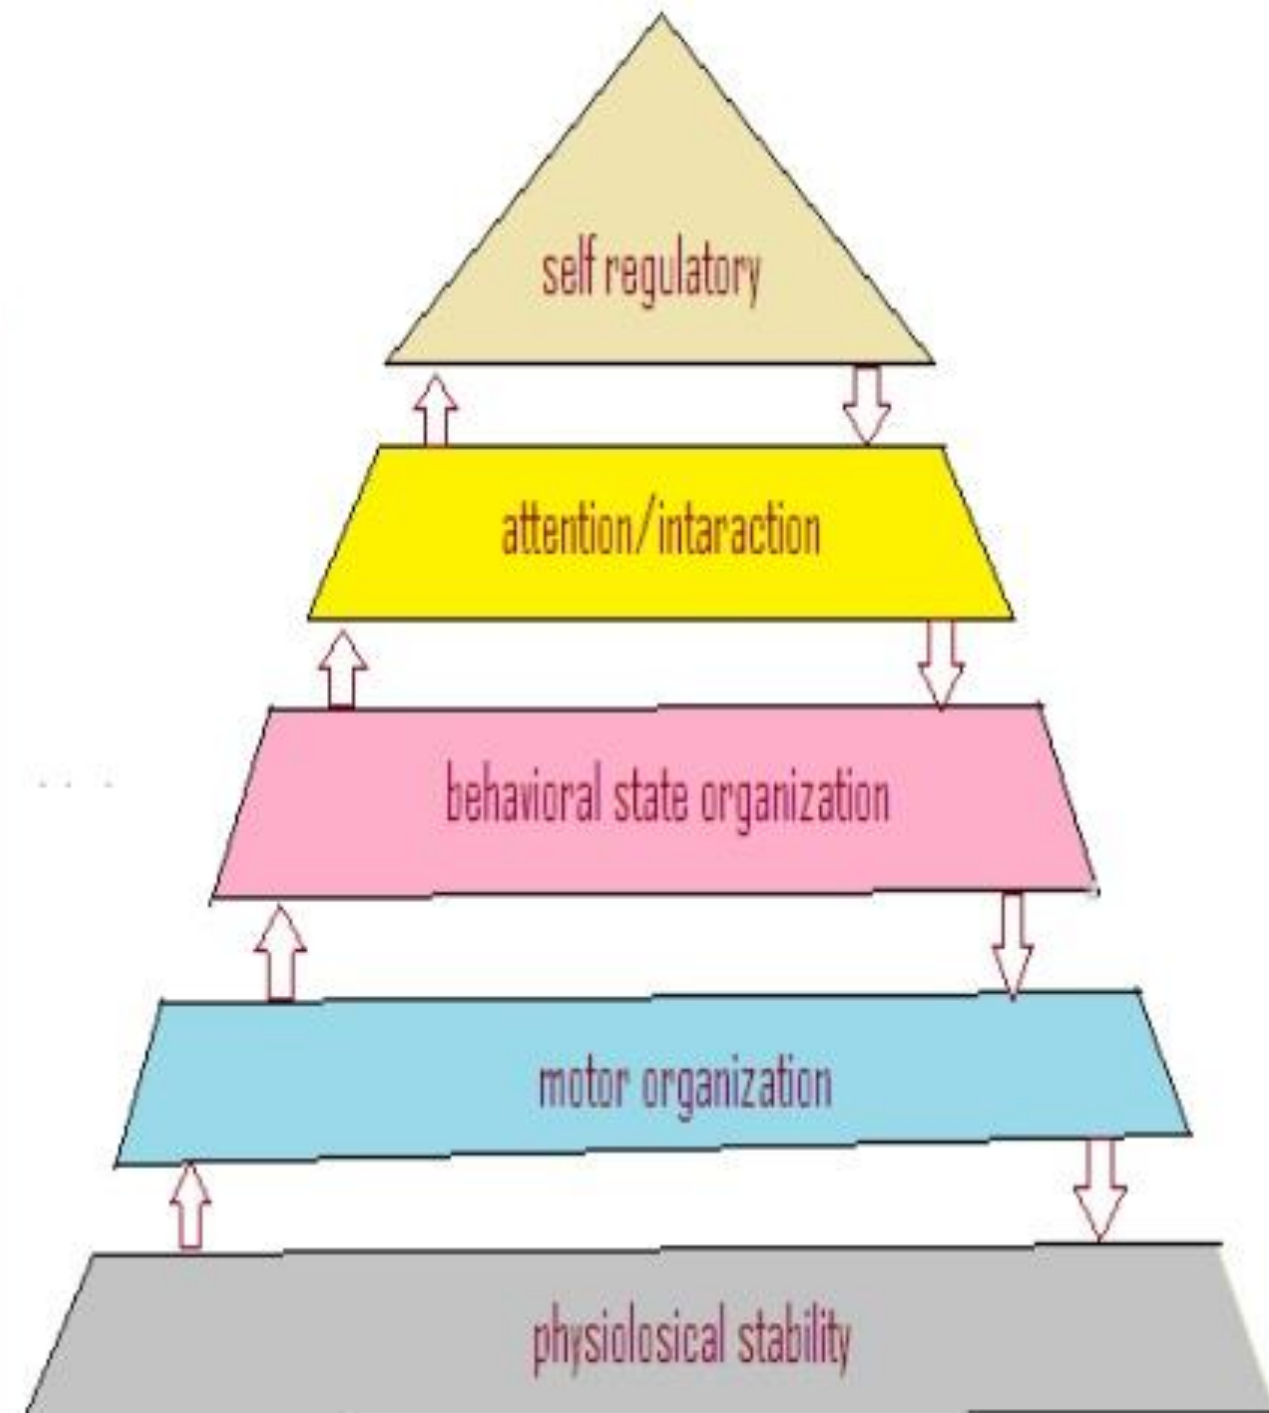 self regulatory
attention/intaraction
behavioral state organization
motor organization
physiolosical stability